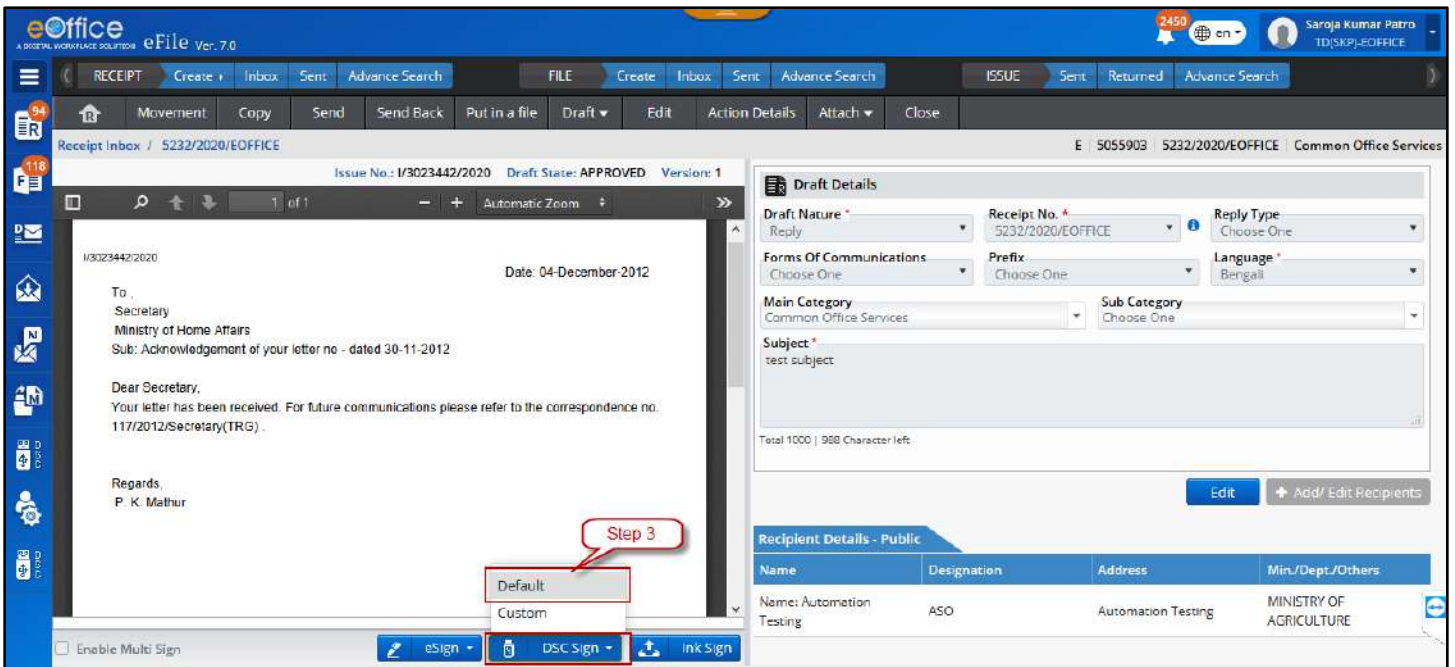 eOffice
A DIGITAL WORKPLACE SOLUTION eFile Ver. 7.0
2450
en
Saroja Kumar Patro
TD(SKP)-EOFFICE
RECEIPT Create Inbox Sent Advance Search FILE Create Inbox Sent Advance Search ISSUE Sent Returned Advance Search
94
R
Movement Copy Send Send Back Put in a file Draft Edit Action Details Attach Close
Receipt Inbox / 5232/2020/EOFFICE
E 5055903 5232/2020/EOFFICE Common Office Services
118
F
Issue No.: I/3023442/2020 Draft State: APPROVED Version: 1
1 of 1 Automatic Zoom
I/3023442/2020
Date: 04-December-2012
To ,
Secretary
Ministry of Home Affairs
Sub: Acknowledgement of your letter no - dated 30-11-2012
Dear Secretary,
Your letter has been received. For future communications please refer to the correspondence no.
117/2012/Secretary(TRG) .
Regards,
P. K. Mathur
Step 3
Default
Custom
Enable Multi Sign eSign DSC Sign Ink Sign
D
N
M
DSC
DSC
Draft Details
Draft Nature * Receipt No. * Reply Type
Reply 5232/2020/EOFFICE Choose One
Forms Of Communications Prefix Language *
Choose One Choose One Bengali
Main Category Sub Category
Common Office Services Choose One
Subject *
test subject
Total 1000 | 988 Character left
Edit + Add/ Edit Recipients
Recipient Details - Public
Name Designation Address Min./Dept./Others
Name: Automation Testing ASO Automation Testing MINISTRY OF
AGRICULTURE